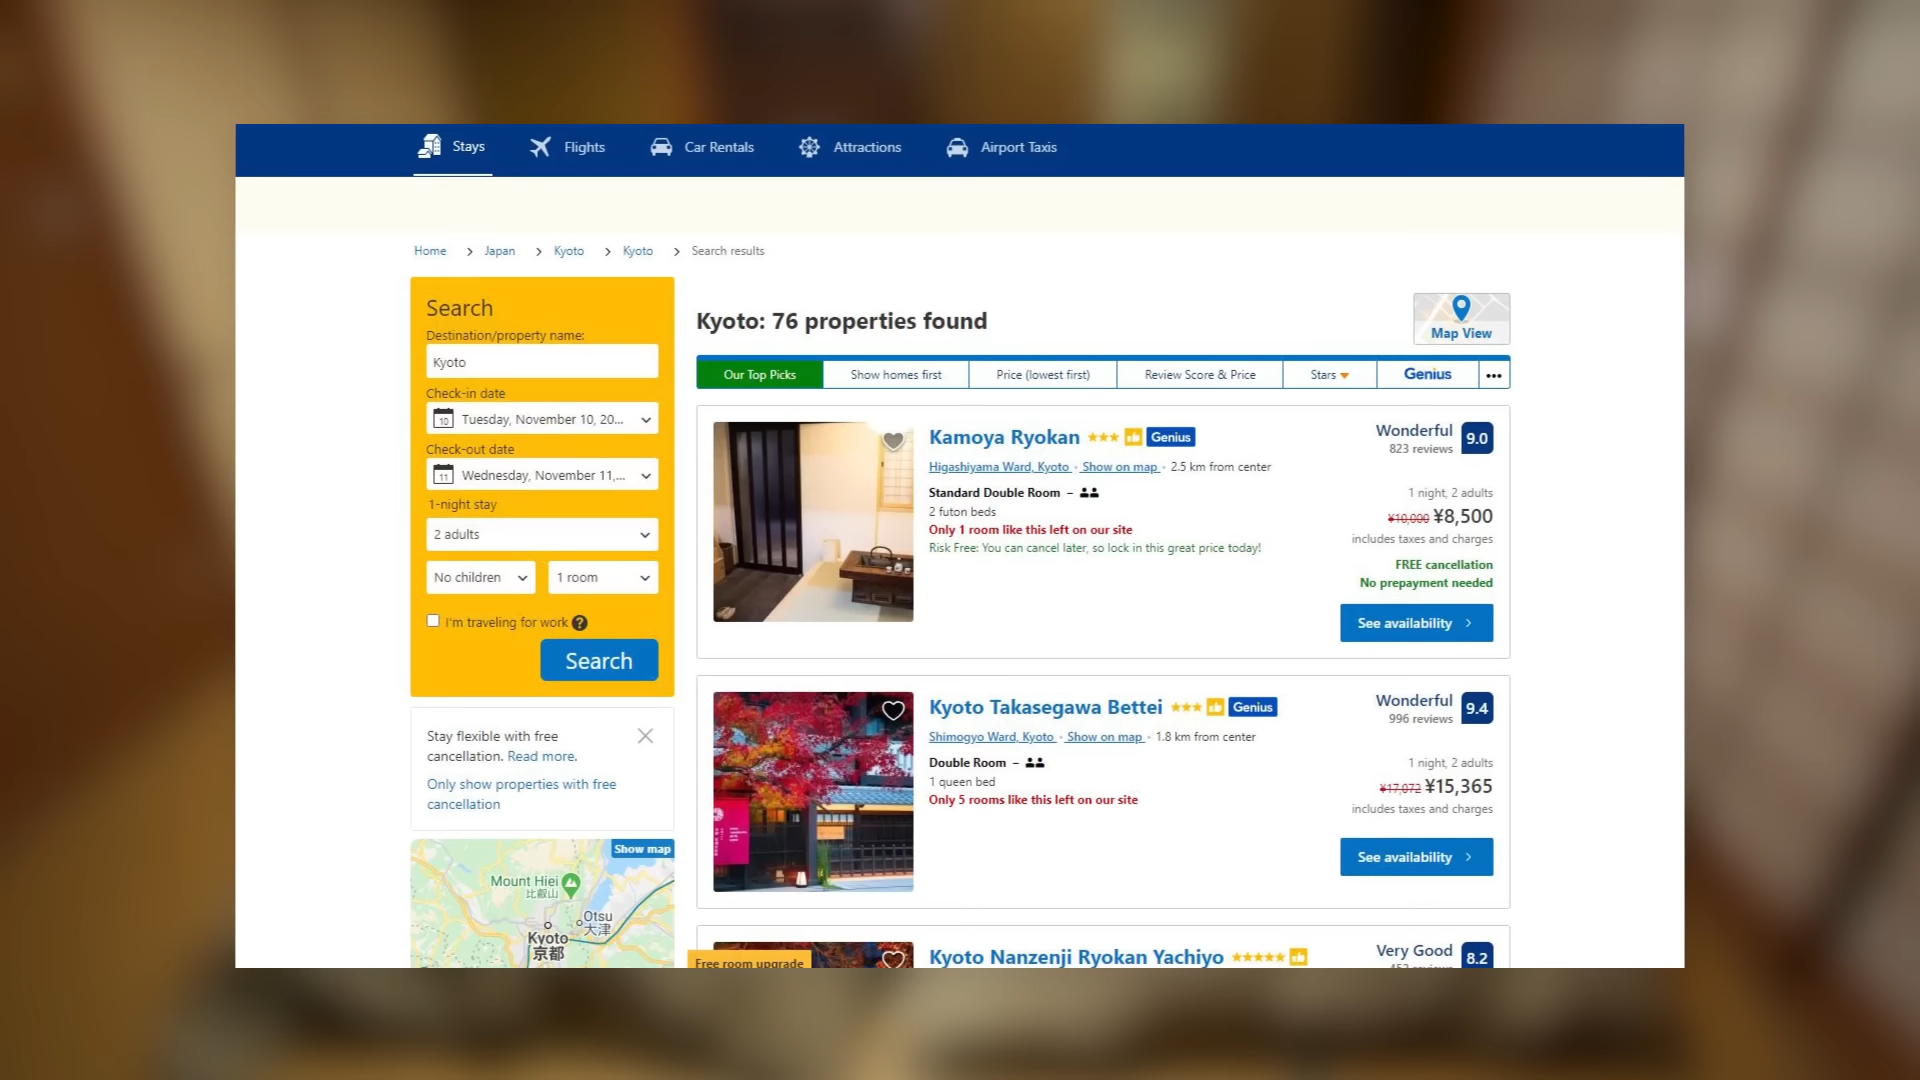 Stays
Flights
Car Rentals
Attractions
Airport Taxis
Home > Japan > Kyoto > Kyoto > Search results
Search
Destination/property name:
Kyoto
Check-in date
10
Tuesday, November 10, 20...
Check-out date
11
Wednesday, November 11,...
1-night stay
2 adults
No children
1 room
I'm traveling for work ?
Search
Stay flexible with free
cancellation. Read more.
Only show properties with free
cancellation
Show map
Mount Hiei
比叡山
Otsu
大津
Kyoto
京都
Kyoto: 76 properties found
Map View
Our Top Picks
Show homes first
Price (lowest first)
Review Score & Price
Stars
Genius
•••
Kamoya Ryokan
Genius
Higashiyama Ward, Kyoto • Show on map • 2.5 km from center
Standard Double Room –
2 futon beds
Only 1 room like this left on our site
Risk Free: You can cancel later, so lock in this great price today!
Wonderful
823 reviews
9.0
1 night, 2 adults
¥10,000 ¥8,500
includes taxes and charges
FREE cancellation
No prepayment needed
See availability
Kyoto Takasegawa Bettei
Genius
Shimogyo Ward, Kyoto • Show on map • 1.8 km from center
Double Room –
1 queen bed
Only 5 rooms like this left on our site
Wonderful
996 reviews
9.4
1 night, 2 adults
¥17,072 ¥15,365
includes taxes and charges
See availability
Free room upgrade
Kyoto Nanzenji Ryokan Yachiyo
Very Good
8.2